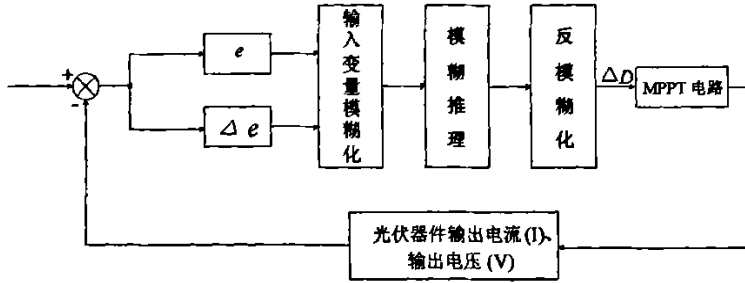 +
-
e
Δe
输入变量模糊化
模糊推理
反模糊化
ΔD
MPPT 电路
光伏器件输出电流(I)、
输出电压(V)